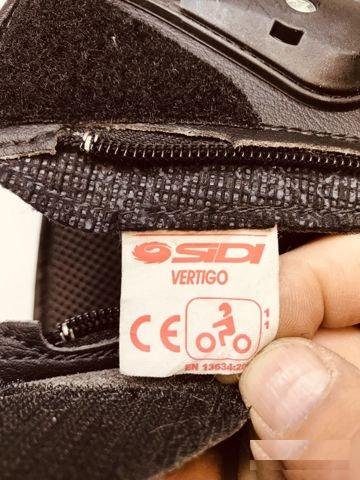 SIDI
VERTIGO
CE
1
1
EN 13634:20